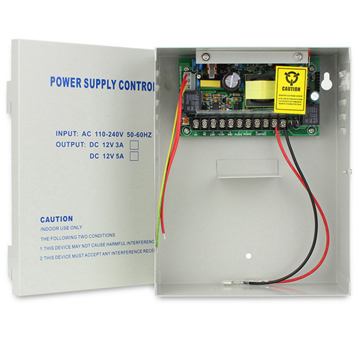 POWER SUPPLY CONTRO
INPUT: AC 110-240V 50-60HZ
OUTPUT: DC 12V 3A
DC 12V 5A
CAUTION
INDOOR USE ONLY
THE FOLLOWING TWO CONDITIONS:
1.THIS DEVICE MAY NOT CAUSE HARMFUL INTERFERENCE
2.THIS DEVICE MUST ACCEPT ANY INTERFERENCE REC
CAUTION